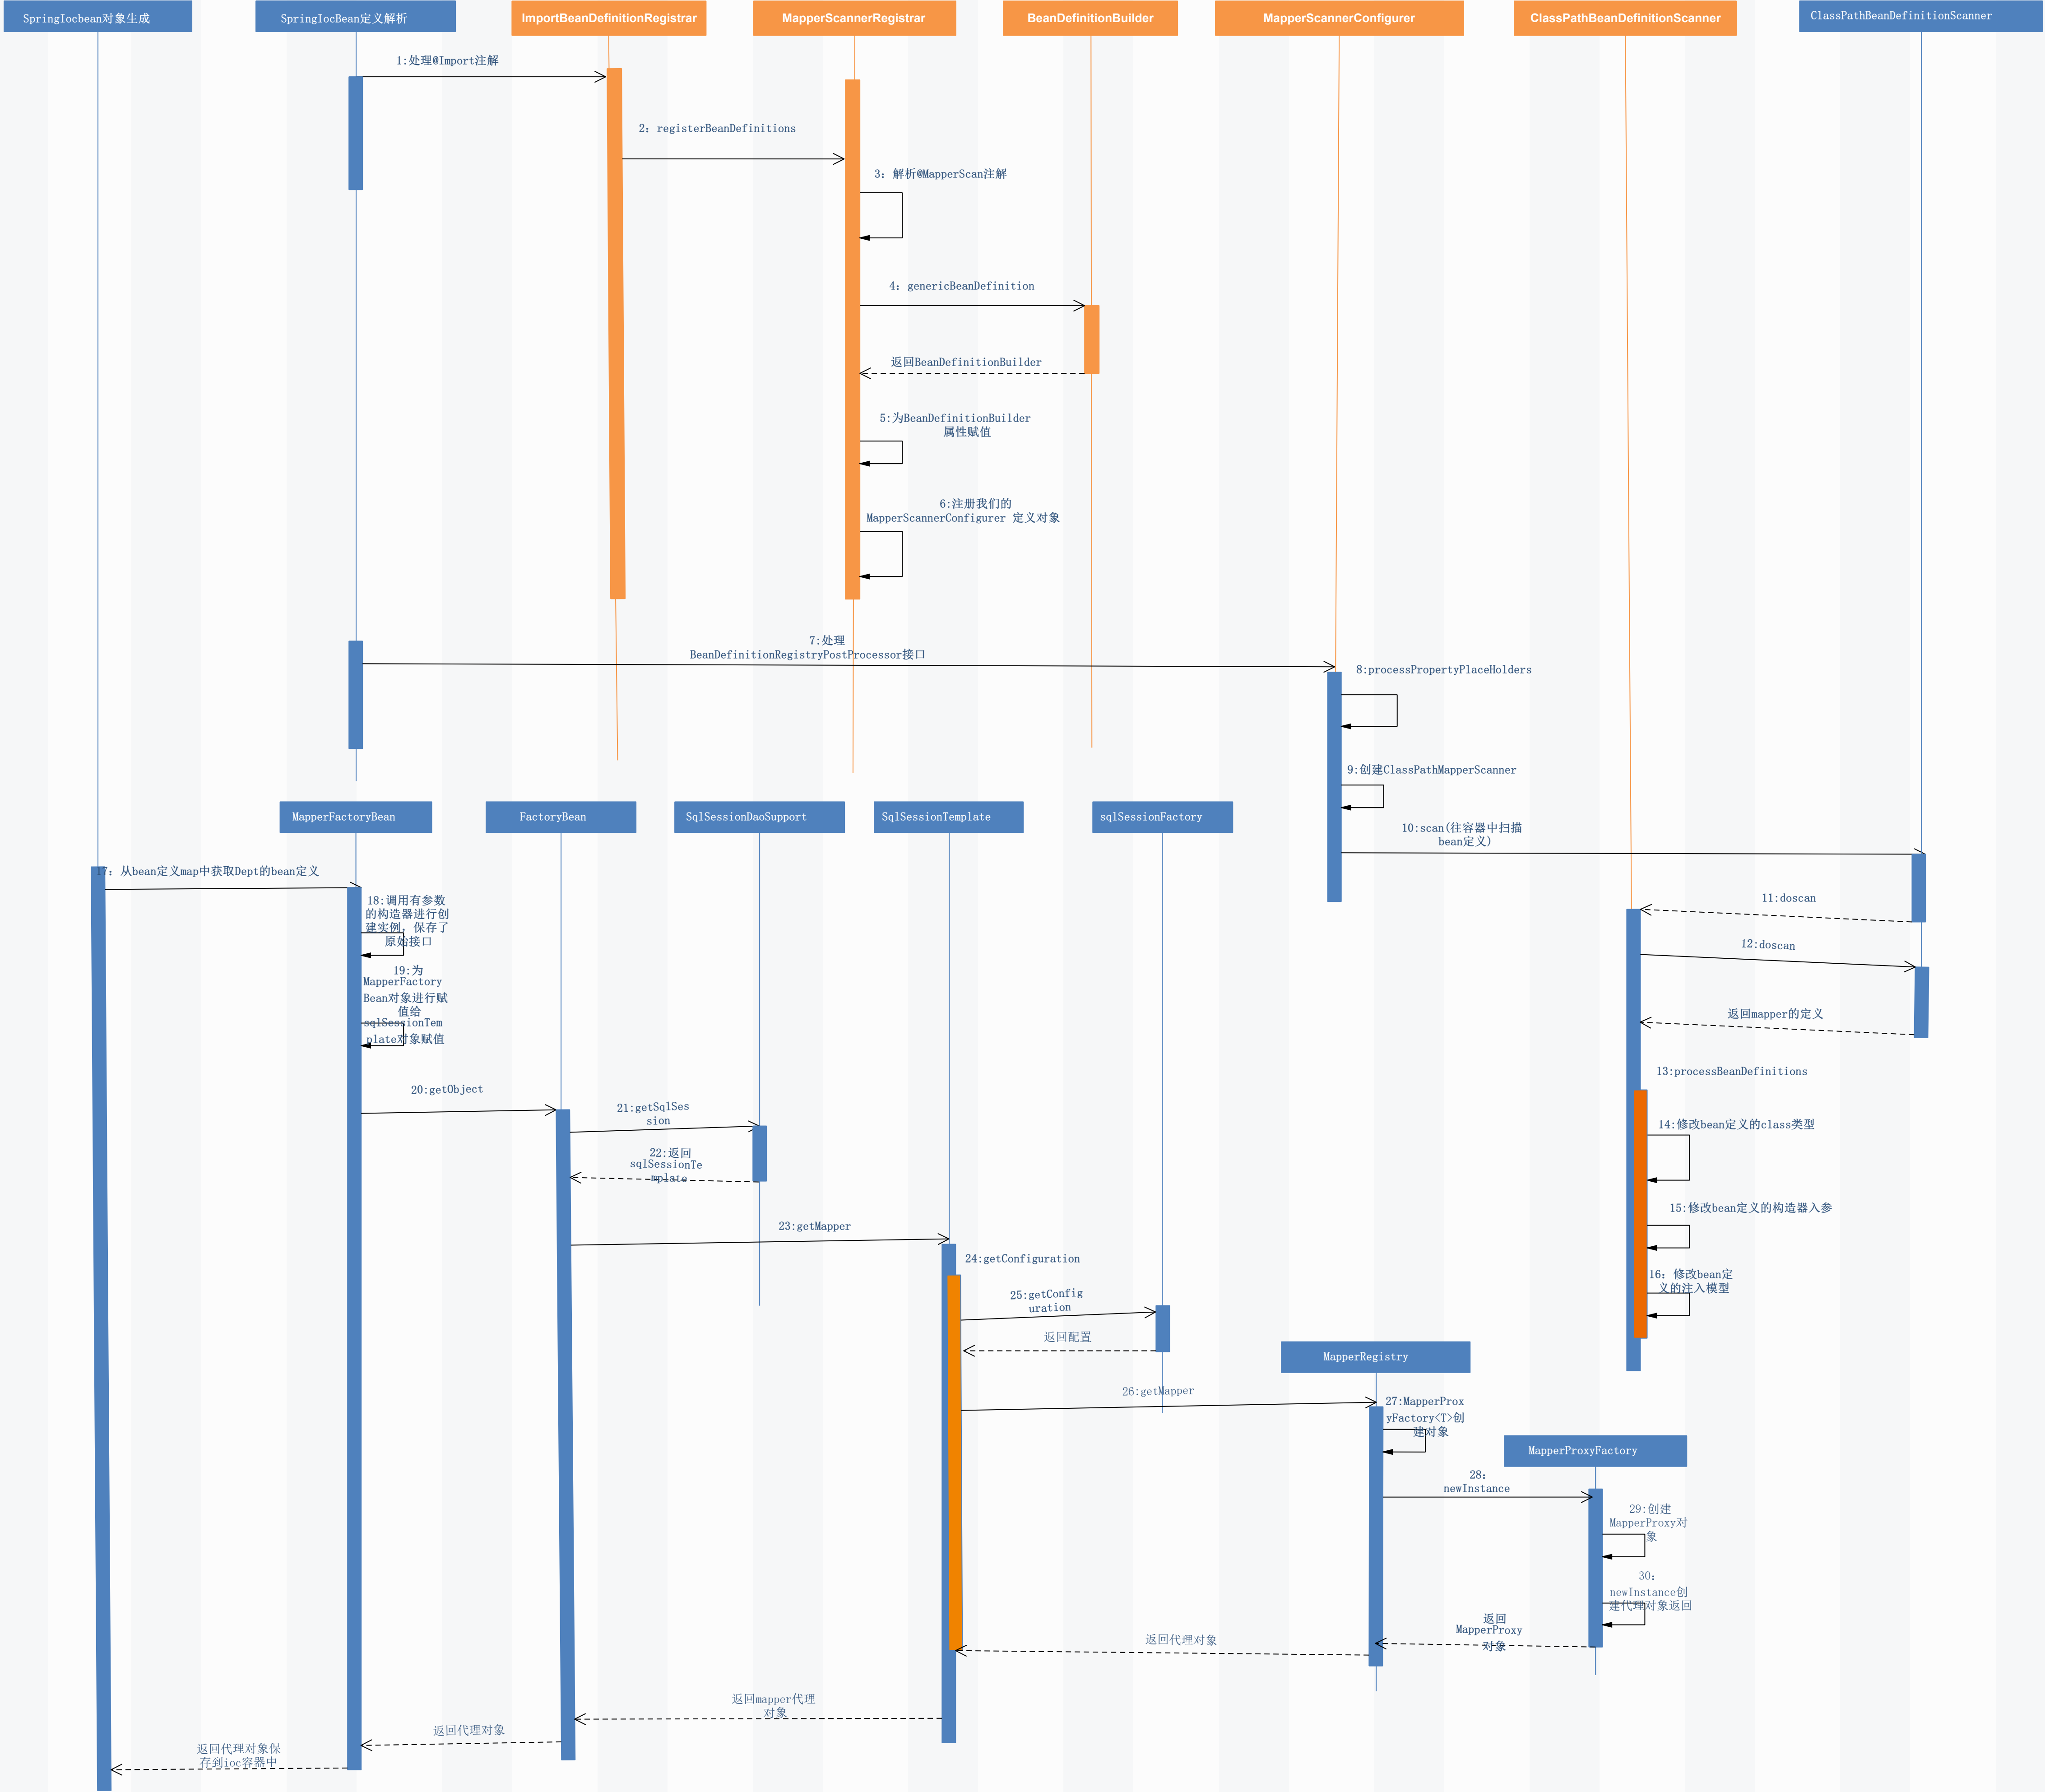 SpringIocbean对象生成
SpringIocBean定义解析
ImportBeanDefinitionRegistrar
MapperScannerRegistrar
BeanDefinitionBuilder
MapperScannerConfigurer
ClassPathBeanDefinitionScanner
ClassPathBeanDefinitionScanner
1:处理@Import注解
2：registerBeanDefinitions
3：解析@MapperScan注解
4：genericBeanDefinition
返回BeanDefinitionBuilder
5:为BeanDefinitionBuilder
属性赋值
6:注册我们的
MapperScannerConfigurer 定义对象
7:处理
BeanDefinitionRegistryPostProcessor接口
8:processPropertyPlaceHolders
9:创建ClassPathMapperScanner
10:scan(往容器中扫描
bean定义)
11:doscan
12:doscan
返回mapper的定义
13:processBeanDefinitions
14:修改bean定义的class类型
15:修改bean定义的构造器入参
16：修改bean定
义的注入模型
MapperFactoryBean
FactoryBean
SqlSessionDaoSupport
SqlSessionTemplate
sqlSessionFactory
17：从bean定义map中获取Dept的bean定义
18:调用有参数
的构造器进行创
建实例，保存了
原始接口
19:为
MapperFactory
Bean对象进行赋
值给
sqlSessionTem
plate对象赋值
20:getObject
21:getSqlSes
sion
22:返回
sqlSessionTe
mplate
23:getMapper
24:getConfiguration
25:getConfig
uration
返回配置
MapperRegistry
26:getMapper
27:MapperProx
yFactory<T>创
建对象
MapperProxyFactory
28：
newInstance
29:创建
MapperProxy对
象
30：
newInstance创
建代理对象返回
返回
MapperProxy
对象
返回代理对象
返回mapper代理
对象
返回代理对象
返回代理对象保
存到ioc容器中